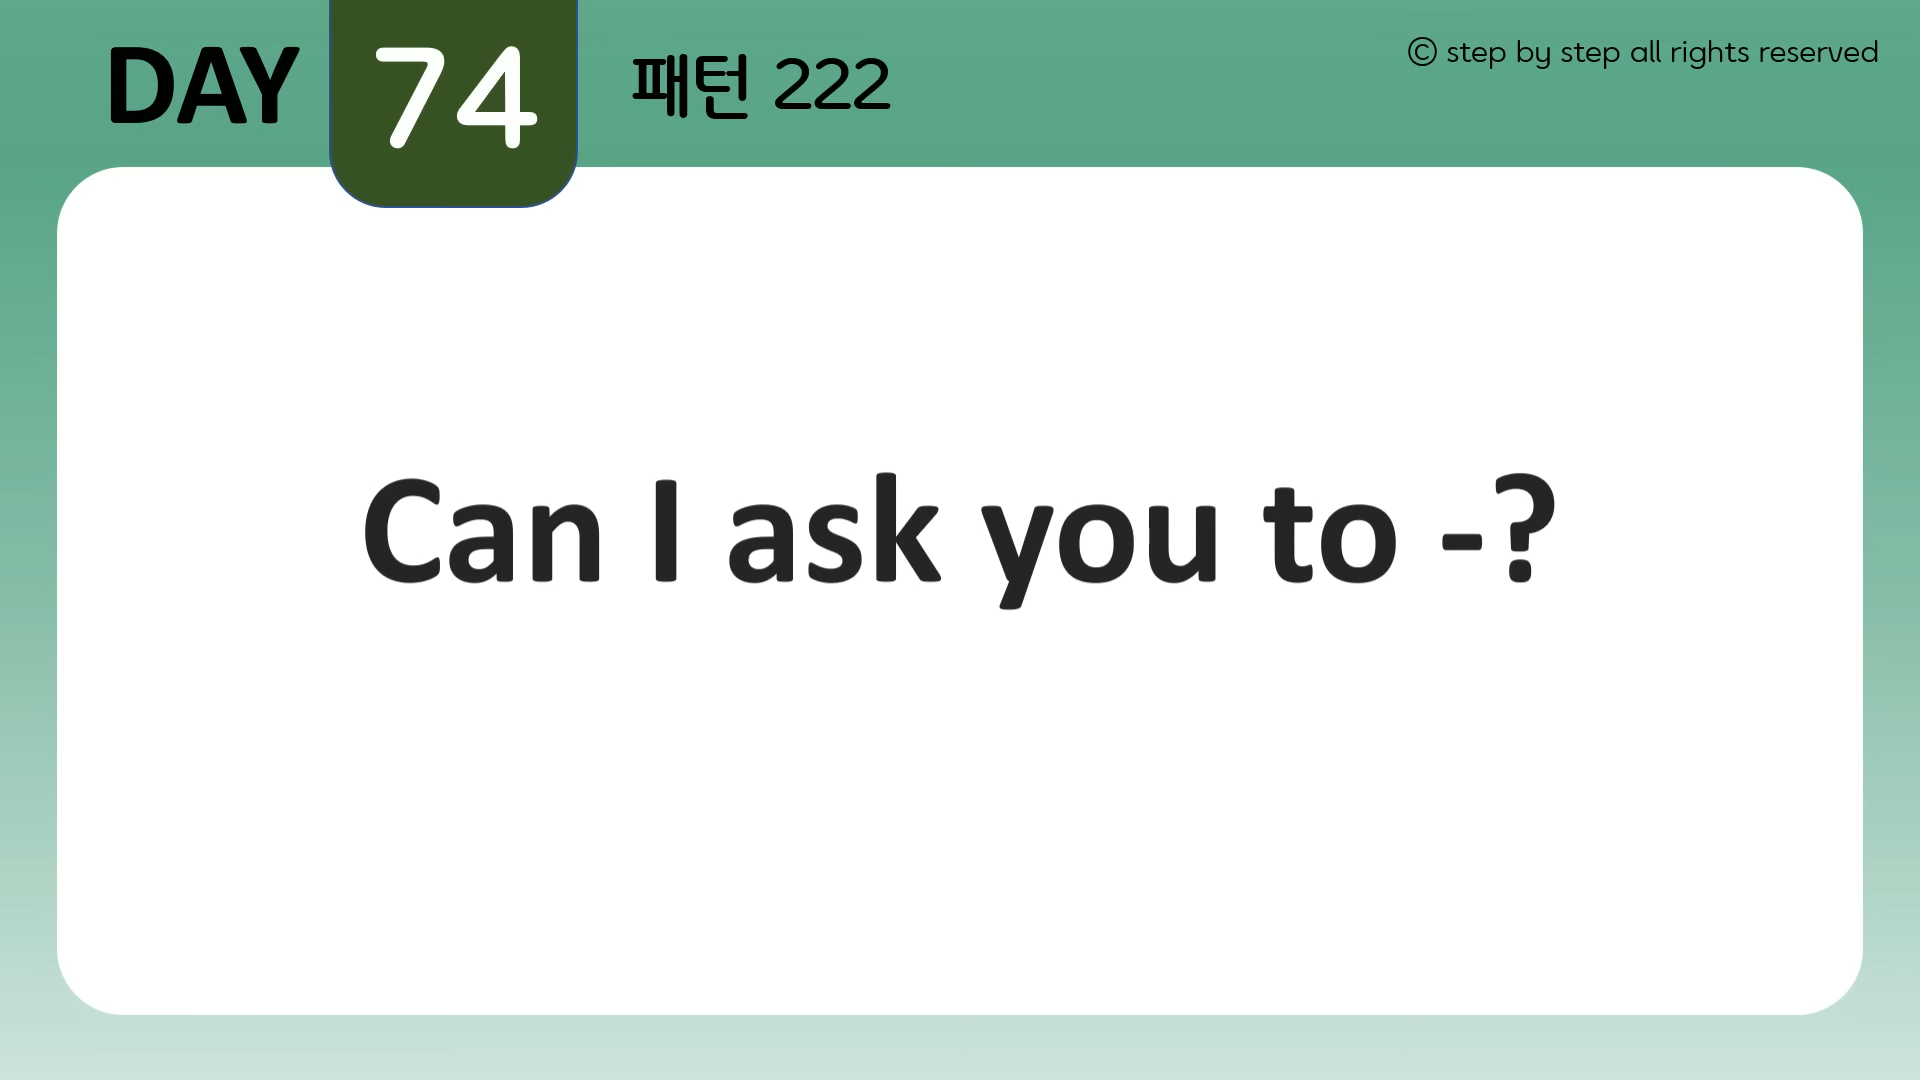 DAY 74 패턴 222
© step by step all rights reserved
Can I ask you to -?